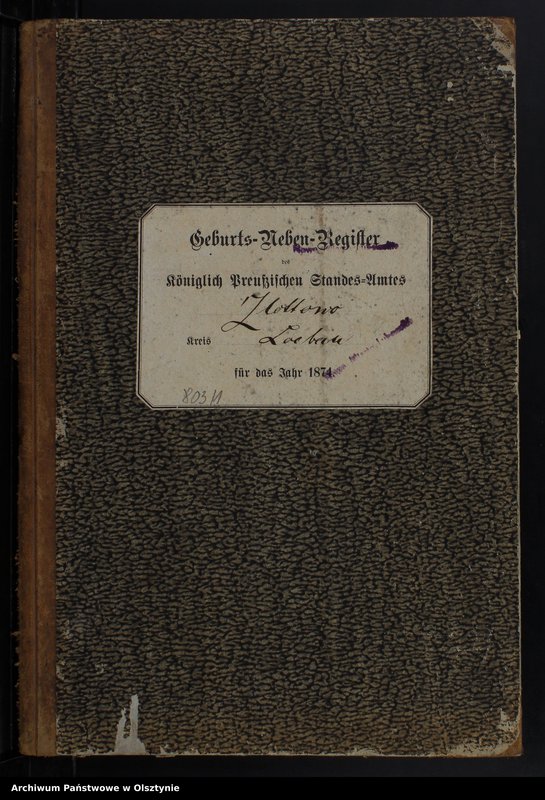 Geburts-Neben-Register
des
Königlich Preußischen Standes-Amtes
Zlottowo
Kreis Loebau
für das Jahr 1874.
803/1
Archiwum Państwowe w Olsztynie